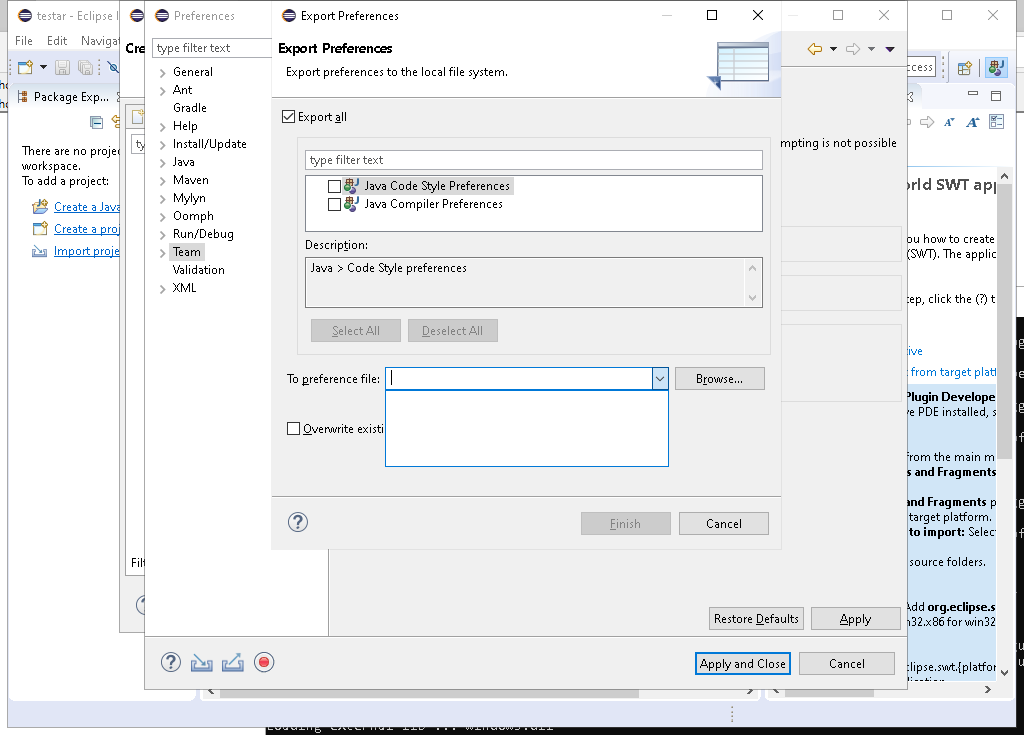 testar - Eclipse
File Edit Navigat
Package Exp...
There are no proje
workspace.
To add a project:
Create a Java
Create a proj
Import proje
Cre
ty
Filt
Preferences
type filter text
General
Ant
Gradle
Help
Install/Update
Java
Maven
Mylyn
Oomph
Run/Debug
Team
Validation
XML
Export Preferences
Export Preferences
Export preferences to the local file system.
Export all
type filter text
Java Code Style Preferences
Java Compiler Preferences
Description:
Java > Code Style preferences
Select All
Deselect All
To preference file:
Browse...
Overwrite existi
Finish
Cancel
Restore Defaults
Apply
Apply and Close
Cancel
mpting is not possible
ccess
orld SWT app
ou how to create
(SWT). The applic
tep, click the (?) t
ive
from target platf
Plugin Develope
ve PDE installed, s
from the main m
s and Fragments
and Fragments p
target platform.
to import: Selec
source folders.
Add org.eclipse.s
n32.x86 for win32
clipse.swt.{platfor
Loading external lib ... windows.dll